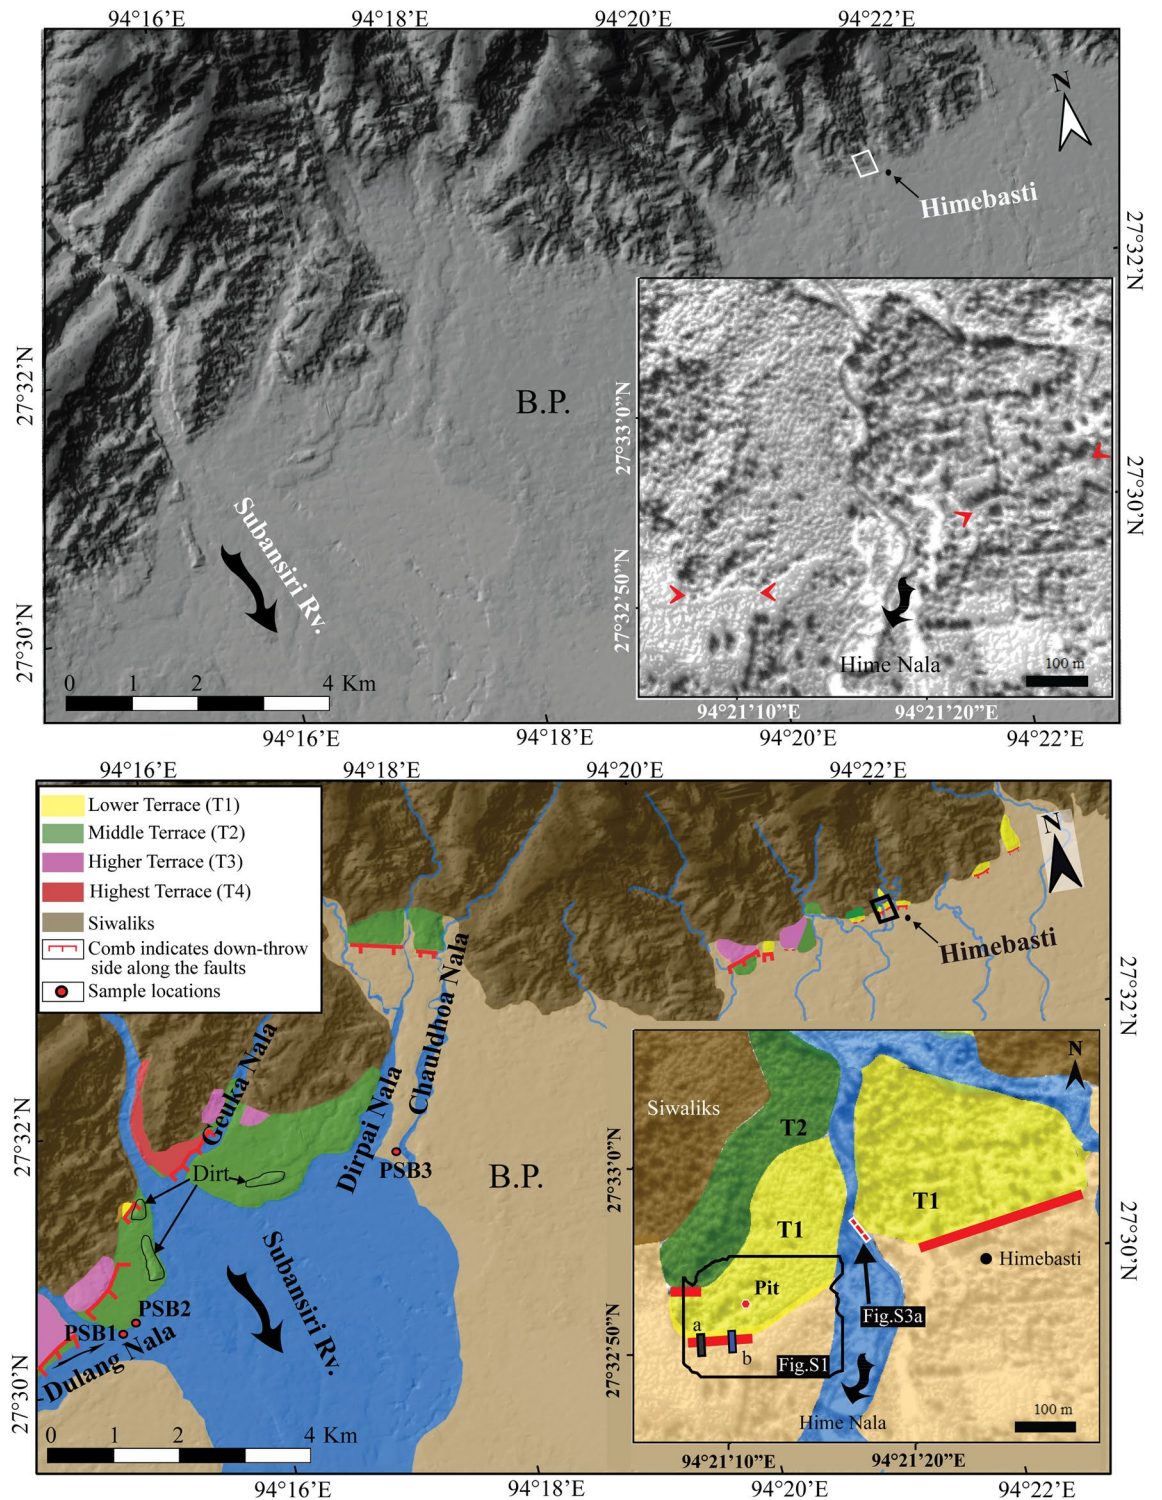 94°16’E 94°18’E 94°20’E 94°22’E
N
Himebasti
27°32’N
27°32’N
B.P.
27°33’0”N
27°30’N
Subansiri Rv.
27°32’50”N
27°30’N
Hime Nala
100 m
0 1 2 4 Km
94°21’10”E 94°21’20”E
94°16’E 94°18’E 94°20’E 94°22’E
94°16’E 94°18’E 94°20’E 94°22’E
Lower Terrace (T1)
Middle Terrace (T2)
Higher Terrace (T3)
Highest Terrace (T4)
Siwaliks
Comb indicates down-throw
side along the faults
Sample locations
N
Himebasti
27°32’N
Chauldhoa Nala
Geuka Nala
Dirpai Nala
27°32’N
Dirt
PSB3
B.P.
N
Siwaliks
T2
27°33’0”N
T1
T1
27°30’N
Himebasti
Pit
Fig.S3a
a
b
Fig.S1
27°32’50”N
Subansiri Rv.
PSB2
PSB1
Dulang Nala
27°30’N
Hime Nala
100 m
0 1 2 4 Km
94°21’10”E 94°21’20”E
94°16’E 94°18’E 94°20’E 94°22’E